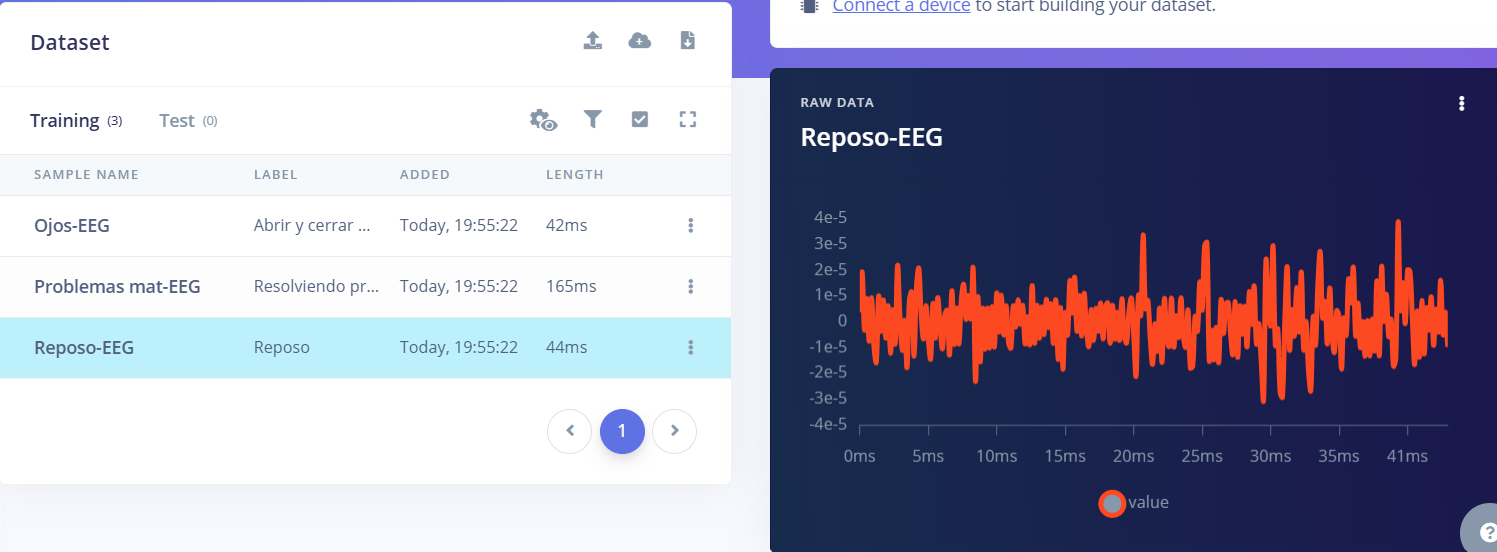 Connect a device to start building your dataset.
Dataset
Training (3) Test (0)
SAMPLE NAME LABEL ADDED LENGTH
Ojos-EEG Abrir y cerrar ... Today, 19:55:22 42ms
Problemas mat-EEG Resolviendo pr... Today, 19:55:22 165ms
Reposo-EEG Reposo Today, 19:55:22 44ms
1
RAW DATA
Reposo-EEG
4e-5
3e-5
2e-5
1e-5
0
-1e-5
-2e-5
-3e-5
-4e-5
0ms 5ms 10ms 15ms 20ms 25ms 30ms 35ms 41ms
value
?